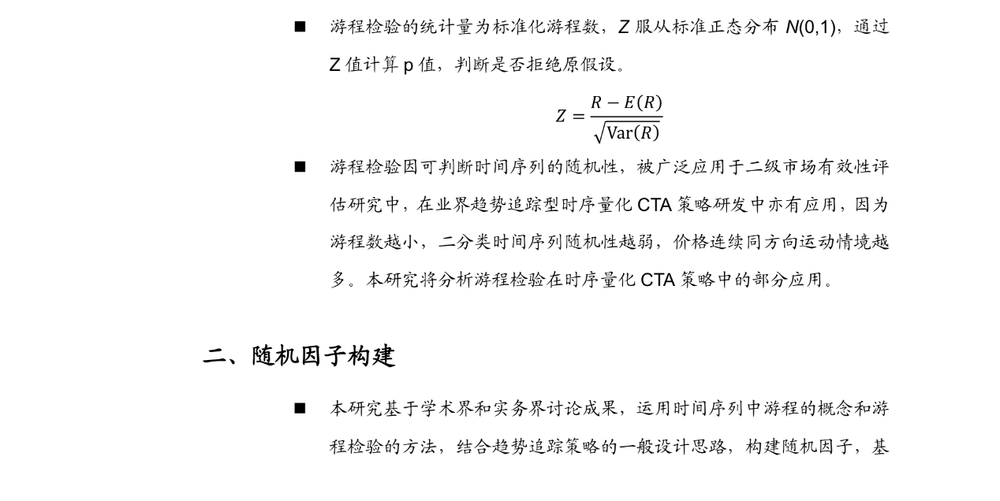 ■ 游程检验的统计量为标准化游程数，Z 服从标准正态分布 N(0,1)，通过
Z 值计算 p 值，判断是否拒绝原假设。
Z = \frac{R − E(R)}{\sqrt{Var(R)}}
■ 游程检验因可判断时间序列的随机性，被广泛应用于二级市场有效性评
估研究中，在业界趋势追踪型时序量化 CTA 策略研发中亦有应用，因为
游程数越小，二分类时间序列随机性越弱，价格连续同方向运动情境越
多。本研究将分析游程检验在时序量化 CTA 策略中的部分应用。
二、随机因子构建
■ 本研究基于学术界和实务界讨论成果，运用时间序列中游程的概念和游
程检验的方法，结合趋势追踪策略的一般设计思路，构建随机因子，基